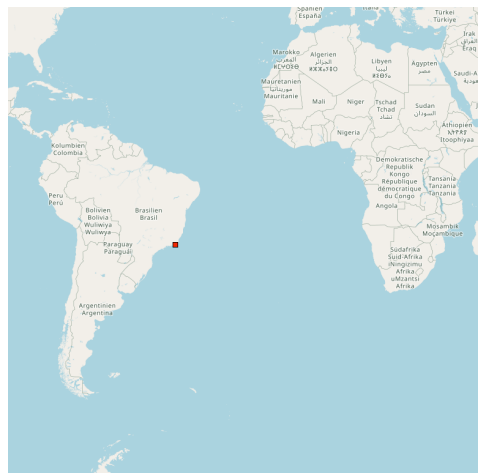 Spanien
España
Türkei
Türkiye
Marokko
المغرب
ⵍⵎⵖⵔⵉⴱ
Algerien
الجزائر
Libyen
ليبيا
ⵍⵉⴱⵢⴰ
Ägypten
مصر
Irak
Mauretanien
موريتانيا
Mauritanie
Mali
Niger
Tschad
Tchad
تشاد
Sudan
السودان
Äthiopien
ኢትዮጵያ
Itoophiyaa
Nigeria
Kolumbien
Colombia
Demokratische
Republik
Kongo
République
démocratique
du Congo
Tansania
Tanzania
Tanzania
Peru
Perú
Bolivien
Bolivia
Wuliwya
Wuliwya
Brasilien
Brasil
Angola
Mosambik
Moçambique
Paraguay
Paraguái
Südafrika
Suid-Afrika
iNingizimu
Afrika
uMzantsi
Afrika
Argentinien
Argentina